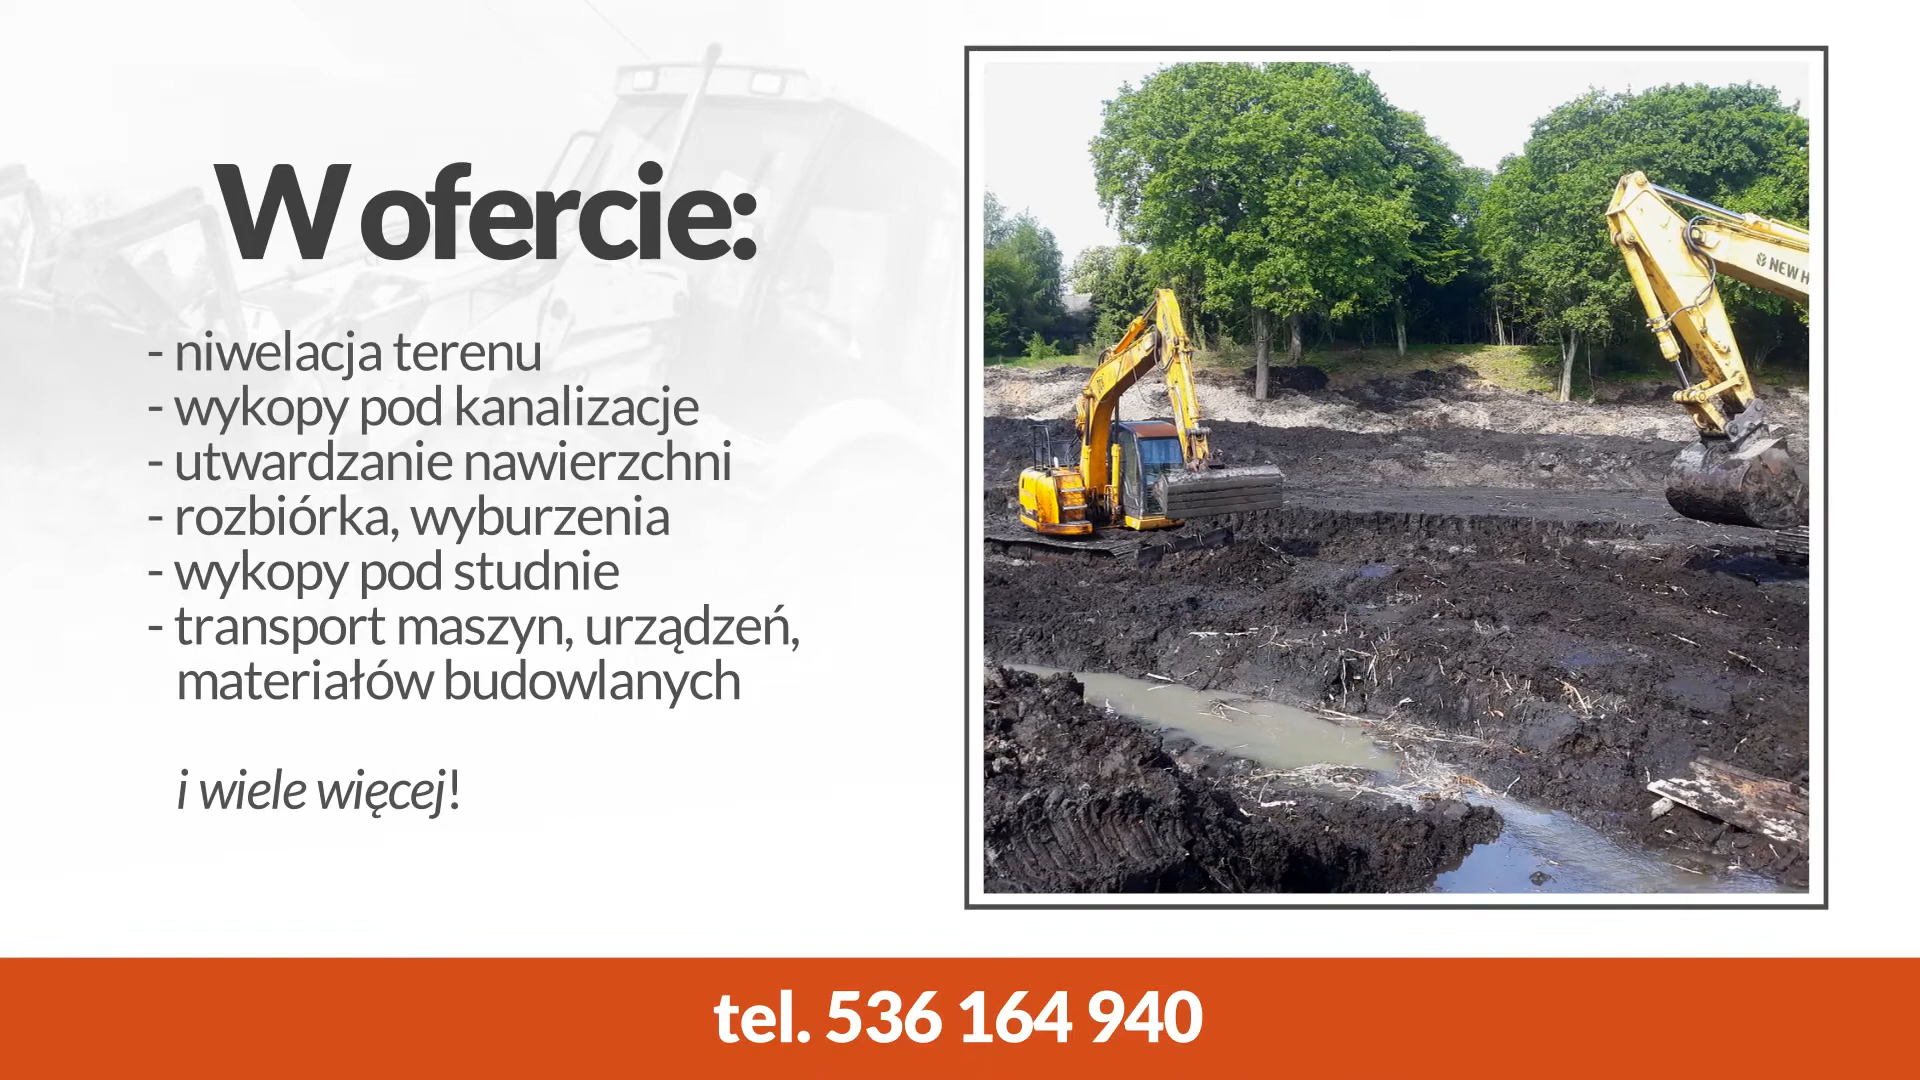 W ofercie:
- niwelacja terenu
- wykopy pod kanalizacje
- utwardzanie nawierzchni
- rozbiórka, wyburzenia
- wykopy pod studnie
- transport maszyn, urządzeń,
materiałów budowlanych
i wiele więcej!
NEW H
tel. 536 164 940